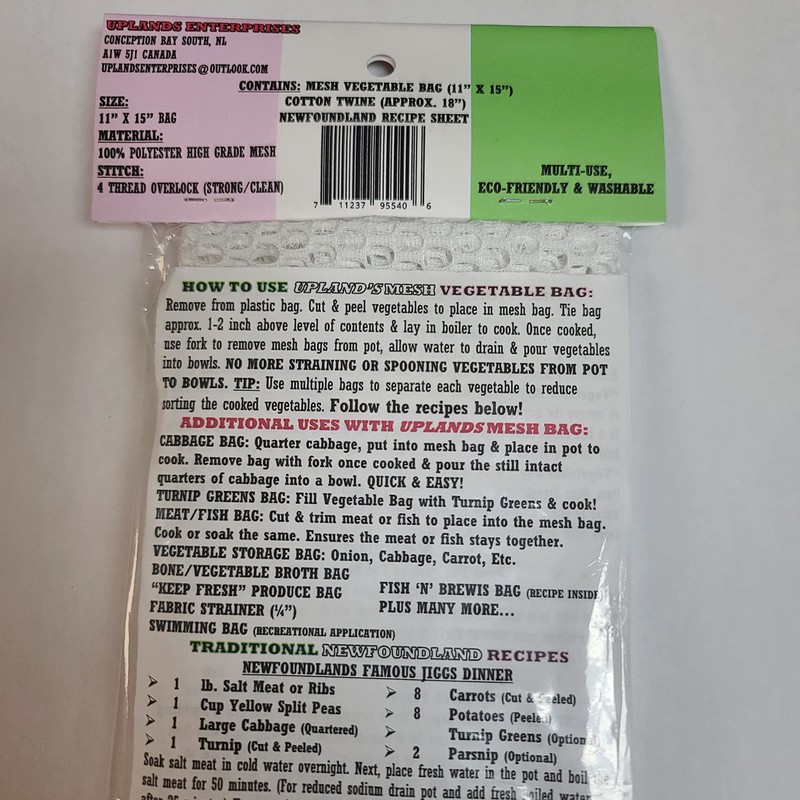 UPLANDS ENTERPRISES
CONCEPTION BAY SOUTH, NL
A1W 5J1 CANADA
UPLANDSENTERPRISES@OUTLOOK.COM
CONTAINS: MESH VEGETABLE BAG (11" X 15")
COTTON TWINE (APPROX. 18")
NEWFOUNDLAND RECIPE SHEET
SIZE:
11" X 15" BAG
MATERIAL:
100% POLYESTER HIGH GRADE MESH
STITCH:
4 THREAD OVERLOCK (STRONG/CLEAN)
7 11237 95540 6
MULTI-USE,
ECO-FRIENDLY & WASHABLE
HOW TO USE UPLAND'S MESH VEGETABLE BAG:
Remove from plastic bag. Cut & peel vegetables to place in mesh bag. Tie bag
approx. 1-2 inch above level of contents & lay in boiler to cook. Once cooked,
use fork to remove mesh bags from pot, allow water to drain & pour vegetables
into bowls. NO MORE STRAINING OR SPOONING VEGETABLES FROM POT
TO BOWLS. TIP: Use multiple bags to separate each vegetable to reduce
sorting the cooked vegetables. Follow the recipes below!
ADDITIONAL USES WITH UPLANDS MESH BAG:
CABBAGE BAG: Quarter cabbage, put into mesh bag & place in pot to
cook. Remove bag with fork once cooked & pour the still intact
quarters of cabbage into a bowl. QUICK & EASY!
TURNIP GREENS BAG: Fill Vegetable Bag with Turnip Greens & cook!
MEAT/FISH BAG: Cut & trim meat or fish to place into the mesh bag.
Cook or soak the same. Ensures the meat or fish stays together.
VEGETABLE STORAGE BAG: Onion, Cabbage, Carrot, Etc.
BONE/VEGETABLE BROTH BAG
"KEEP FRESH" PRODUCE BAG
FABRIC STRAINER (¼")
SWIMMING BAG (RECREATIONAL APPLICATION)
FISH 'N' BREWIS BAG (RECIPE INSIDE)
PLUS MANY MORE...
TRADITIONAL NEWFOUNDLAND RECIPES
NEWFOUNDLANDS FAMOUS JIGGS DINNER
➢ 1 lb. Salt Meat or Ribs
➢ 1 Cup Yellow Split Peas
➢ 1 Large Cabbage (Quartered)
➢ 1 Turnip (Cut & Peeled)
➢ 8 Carrots (Cut & Peeled)
➢ 8 Potatoes (Peeled)
➢ Turnip Greens (Optional)
➢ 2 Parsnip (Optional)
Soak salt meat in cold water overnight. Next, place fresh water in the pot and boil the
salt meat for 50 minutes. (For reduced sodium drain pot and add fresh boiled water